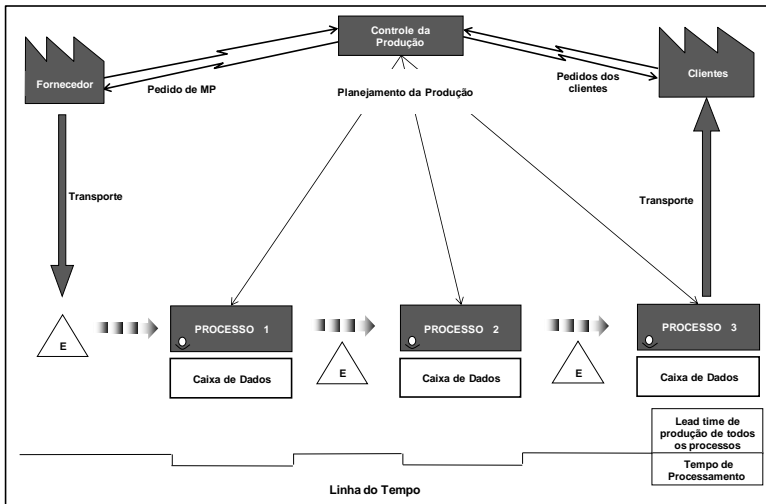 Controle da
Produção
Fornecedor
Clientes
Pedido de MP
Pedidos dos
clientes
Planejamento da Produção
Transporte
Transporte
E
PROCESSO 1
E
PROCESSO 2
E
PROCESSO 3
Caixa de Dados
Caixa de Dados
Caixa de Dados
Lead time de
produção de todos
os processos
Tempo de
Processamento
Linha do Tempo